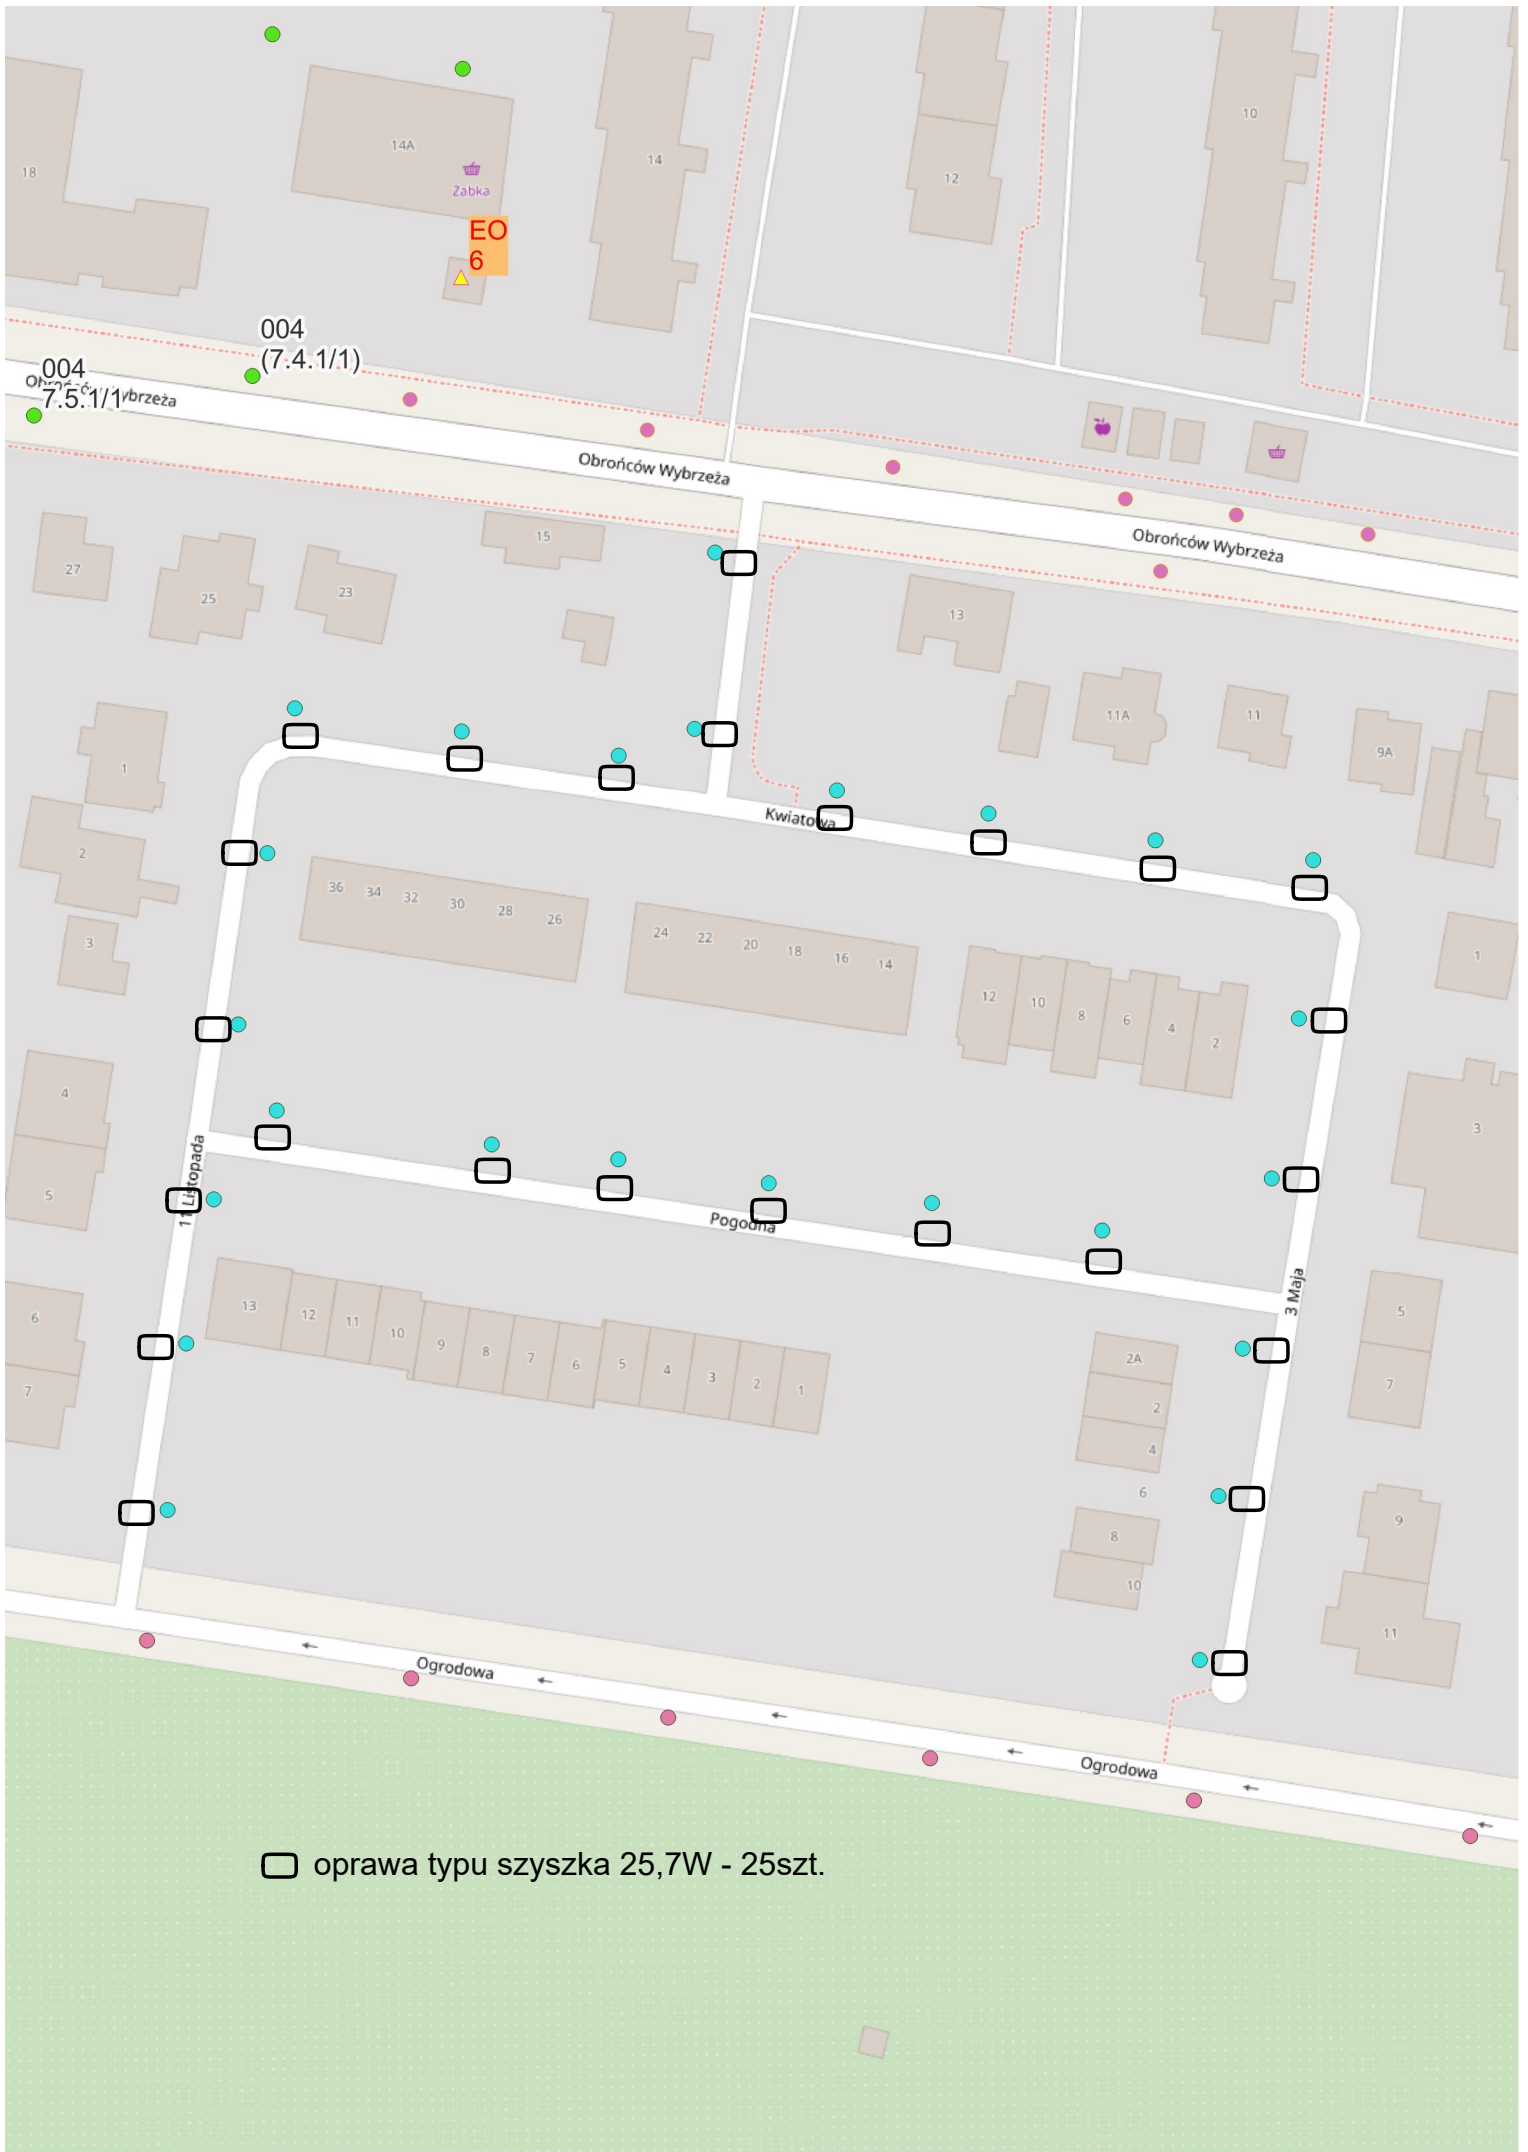 10
14A
14
18
12
Żabka
EO
6
004
(7.4.1/1)
004
7.5.1/1
Obrońców Wybrzeża
Obrońców Wybrzeża
Obrońców Wybrzeża
15
27
25
23
13
11A
11
9A
1
Kwiatowa
2
36 34 32 30 28 26
24 22 20 18 16 14
3
1
12 10 8 6 4 2
4
3
11 Listopada
5
Pogodna
3 Maja
6
13 12 11 10 9 8 7 6 5 4 3 2 1
5
2A
7
7
2
4
6
9
8
10
11
Ogrodowa
Ogrodowa
oprawa typu szyszka 25,7W - 25szt.